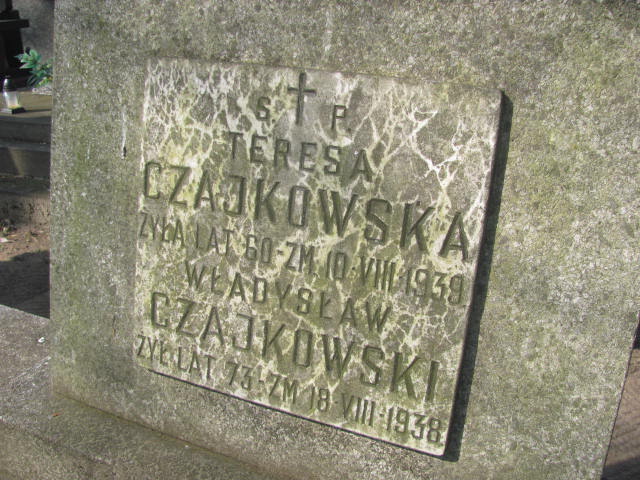 S P.
TERESA
CZAJKOWSKA
ŻYŁA LAT 60-ZM. 10-VIII-1939
WŁADYSŁAW
CZAJKOWSKI
ŻYŁ LAT 73-ZM 18-VIII-1938